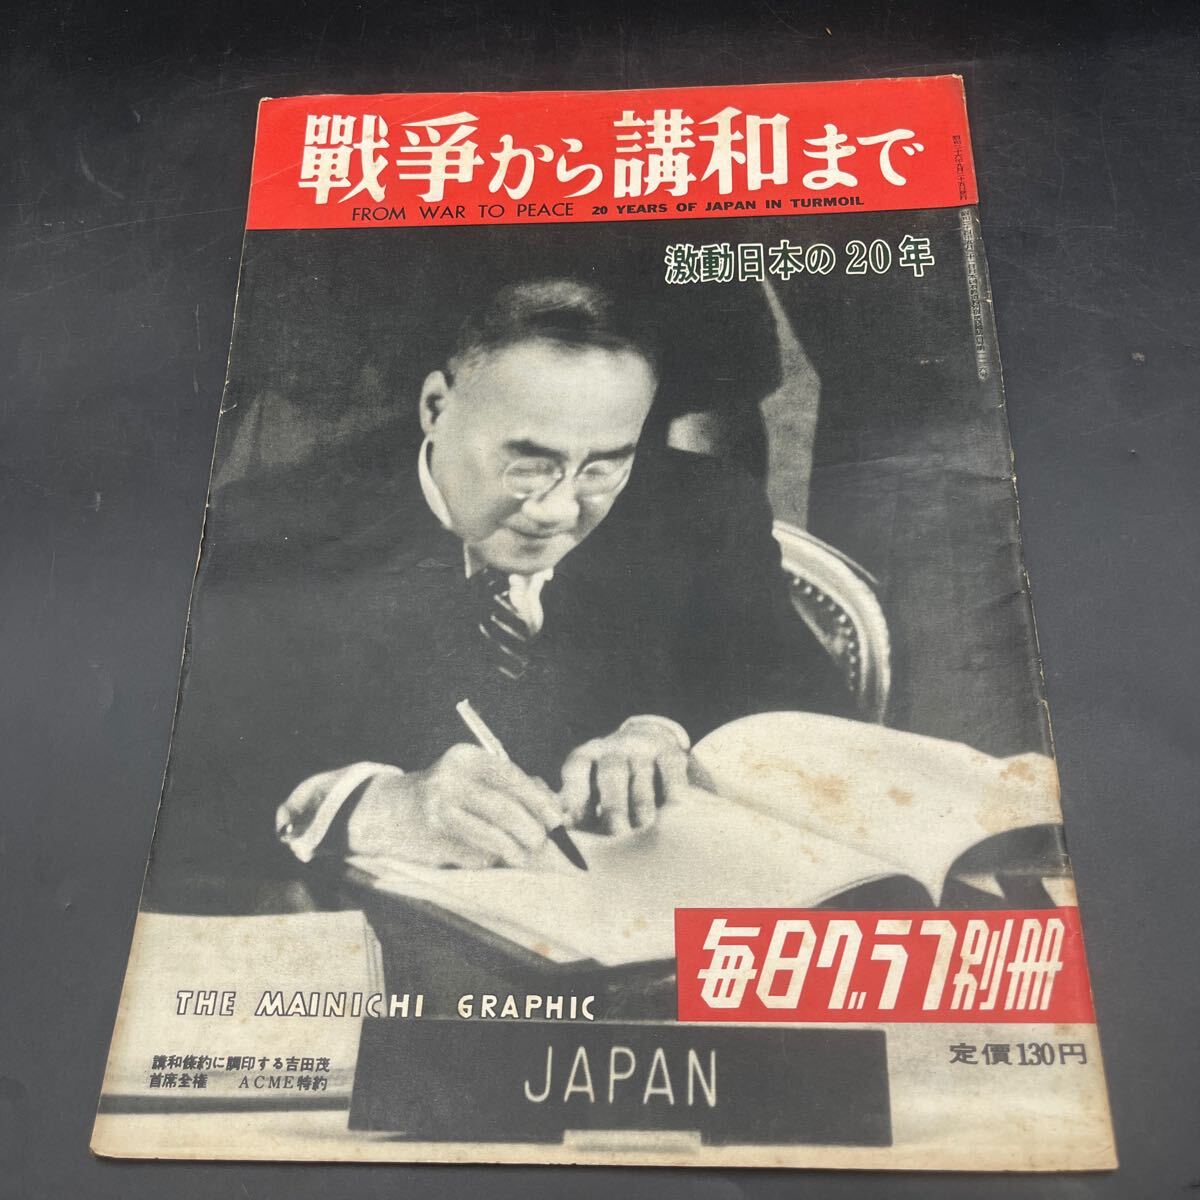 戰爭から講和まで
FROM WAR TO PEACE 20 YEARS OF JAPAN IN TURMOIL
激動日本の20年
毎日グラフ別冊
THE MAINICHI GRAPHIC
定價130円
講和條約に調印する吉田茂
首席全権 ACME特約
JAPAN